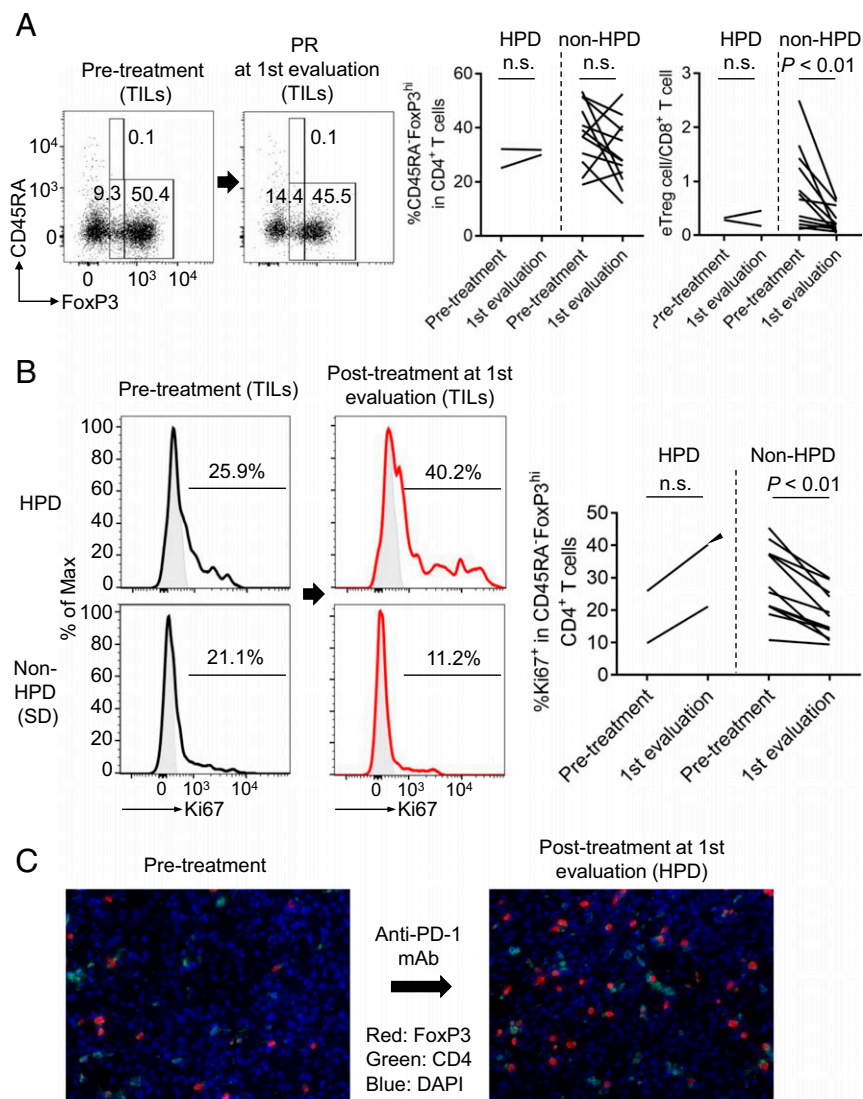 A
Pre-treatment
(TILs)
PR
at 1st evaluation
(TILs)
CD45RA
10⁴
10³
0
0.1
9.3
50.4
0
10³
10⁴
FoxP3
0.1
14.4
45.5
0
10³
10⁴
HPD
non-HPD
n.s.
n.s.
%CD45RA⁻FoxP3ʰⁱ
in CD4⁺ T cells
60
40
20
0
Pre-treatment
1st evaluation
Pre-treatment
1st evaluation
HPD
non-HPD
n.s.
P < 0.01
eTreg cell/CD8⁺ T cell
3
2
1
0
Pre-treatment
1st evaluation
Pre-treatment
1st evaluation
B
Pre-treatment (TILs)
Post-treatment at 1st
evaluation (TILs)
HPD
Non-
HPD
(SD)
% of Max
100
80
60
40
20
0
25.9%
40.2%
100
80
60
40
20
0
21.1%
11.2%
0
10³
10⁴
Ki67
0
10³
10⁴
Ki67
HPD
Non-HPD
n.s.
P < 0.01
%Ki67⁺ in CD45RA⁻FoxP3ʰⁱ
CD4⁺ T cells
50
40
30
20
10
0
Pre-treatment
1st evaluation
Pre-treatment
1st evaluation
C
Pre-treatment
Post-treatment at 1st
evaluation (HPD)
Anti-PD-1
mAb
Red: FoxP3
Green: CD4
Blue: DAPI